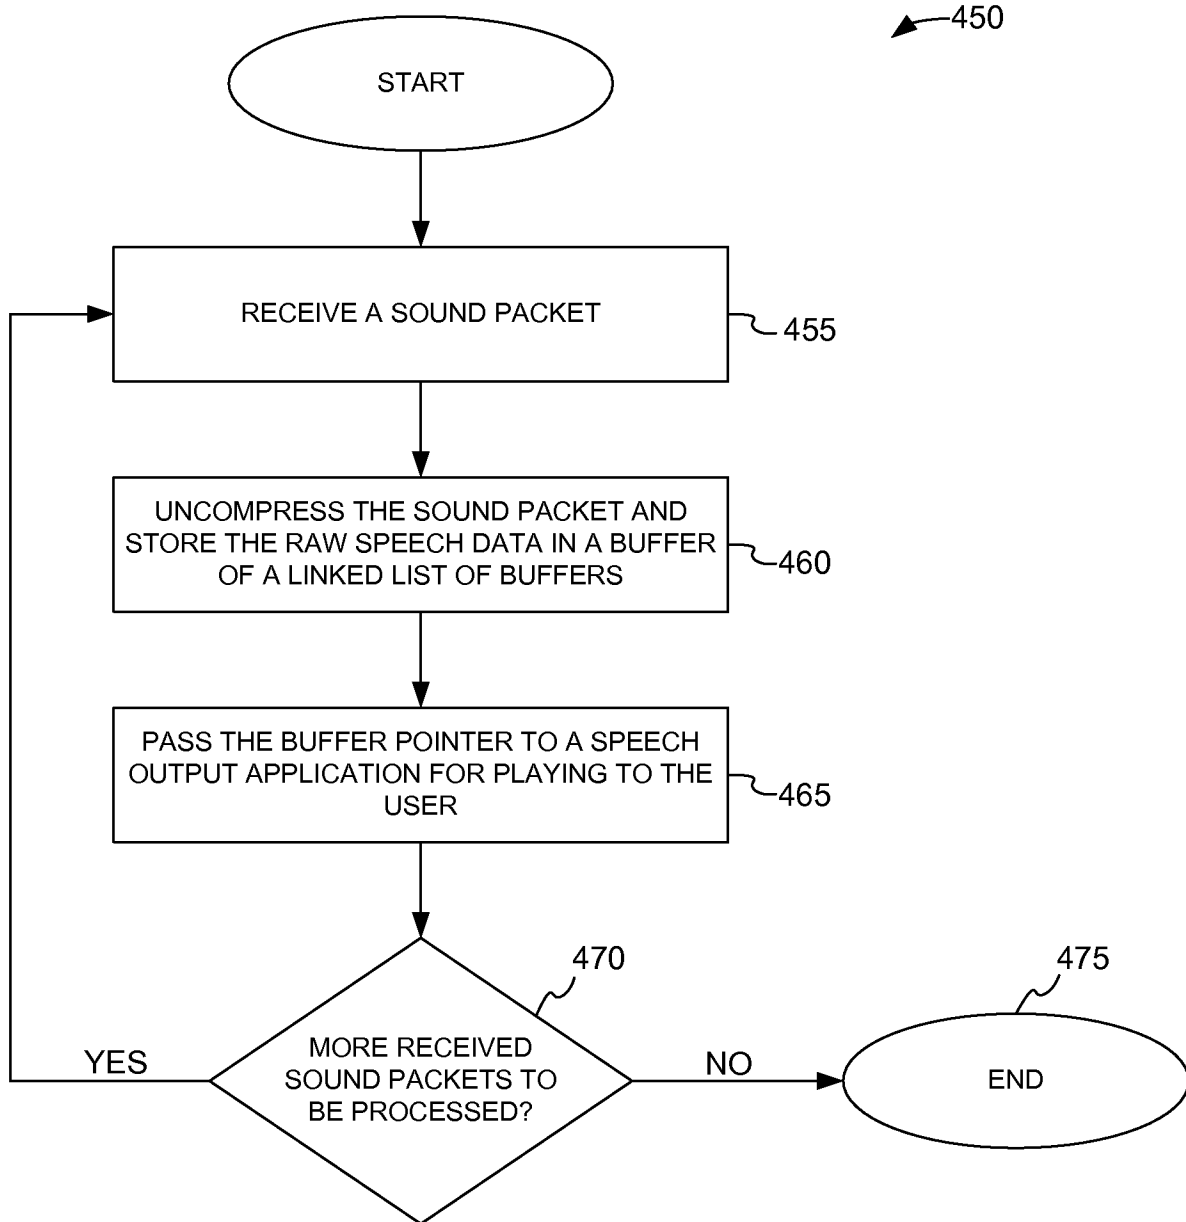 450
START
RECEIVE A SOUND PACKET
455
UNCOMPRESS THE SOUND PACKET AND
STORE THE RAW SPEECH DATA IN A BUFFER
OF A LINKED LIST OF BUFFERS
460
PASS THE BUFFER POINTER TO A SPEECH
OUTPUT APPLICATION FOR PLAYING TO THE
USER
465
470
475
MORE RECEIVED
SOUND PACKETS TO
BE PROCESSED?
YES
NO
END